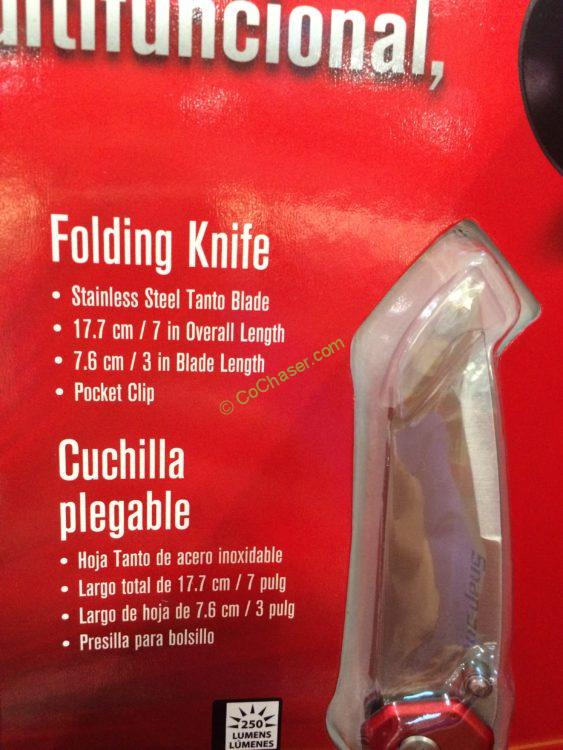 ultifuncional,
Folding Knife
• Stainless Steel Tanto Blade
• 17.7 cm / 7 in Overall Length
• 7.6 cm / 3 in Blade Length
• Pocket Clip
© CoChaser.com
Cuchilla
plegable
• Hoja Tanto de acero inoxidable
• Largo total de 17.7 cm / 7 pulg
• Largo de hoja de 7.6 cm / 3 pulg
• Presilla para bolsillo
250
LUMENS
LÚMENES